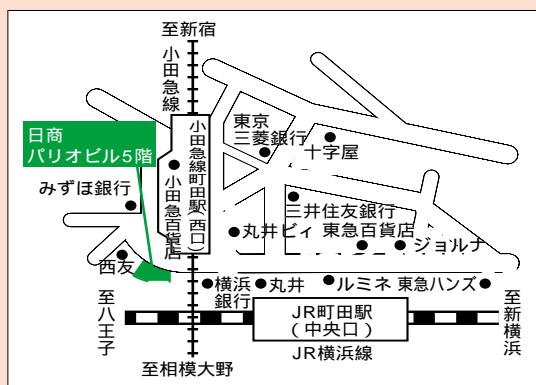 至新宿
小田急線
日商
パリオビル5階
東京
三菱銀行
十字屋
小田急線町田駅（西口）
小田急百貨店
みずほ銀行
三井住友銀行
丸井ビィ
東急百貨店
ジョルナ
西友
横浜
銀行
丸井
ルミネ
東急ハンズ
至八王子
JR町田駅
（中央口）
至新横浜
JR横浜線
至相模大野